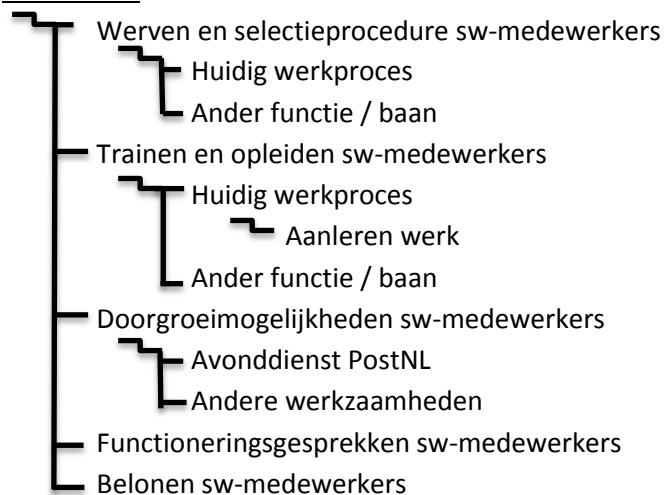 Werven en selectieprocedure sw-medewerkers
Huidig werkproces
Ander functie / baan
Trainen en opleiden sw-medewerkers
Huidig werkproces
Aanleren werk
Ander functie / baan
Doorgroeimogelijkheden sw-medewerkers
Avonddienst PostNL
Andere werkzaamheden
Functioneringsgesprekken sw-medewerkers
Belonen sw-medewerkers